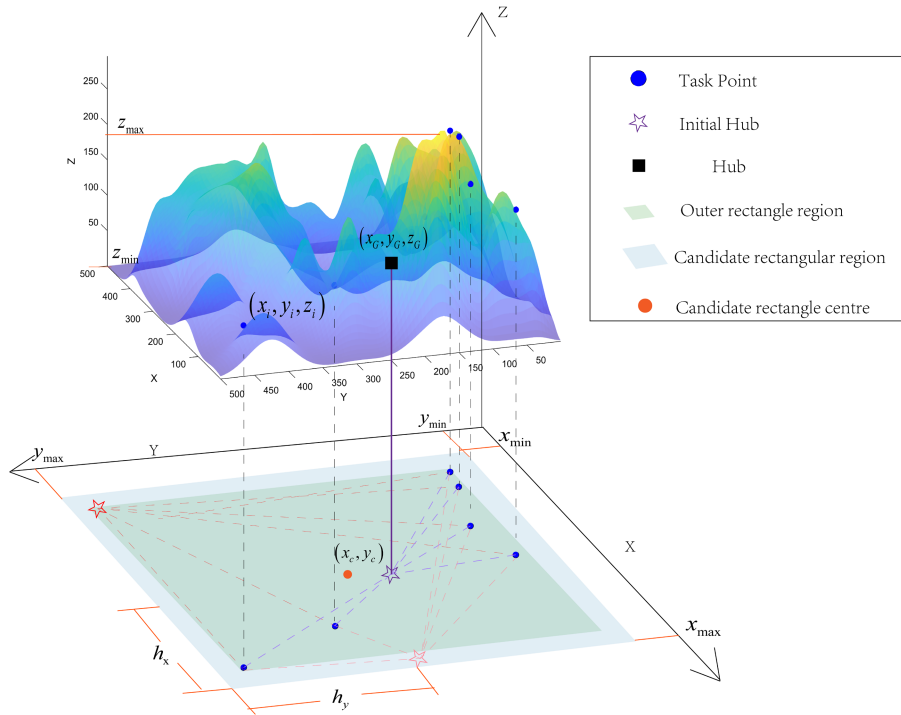 Z
250
200
z_max
150
Z
100
50
z_min
500
400
300
200
100
X
(x_G, y_G, z_G)
(x_i, y_i, z_i)
500
450
400
350
300
250
200
150
100
50
Y
Task Point
Initial Hub
Hub
Outer rectangle region
Candidate rectangular region
Candidate rectangle centre
y_min
x_min
Y
y_max
X
(x_c, y_c)
x_max
h_x
h_y